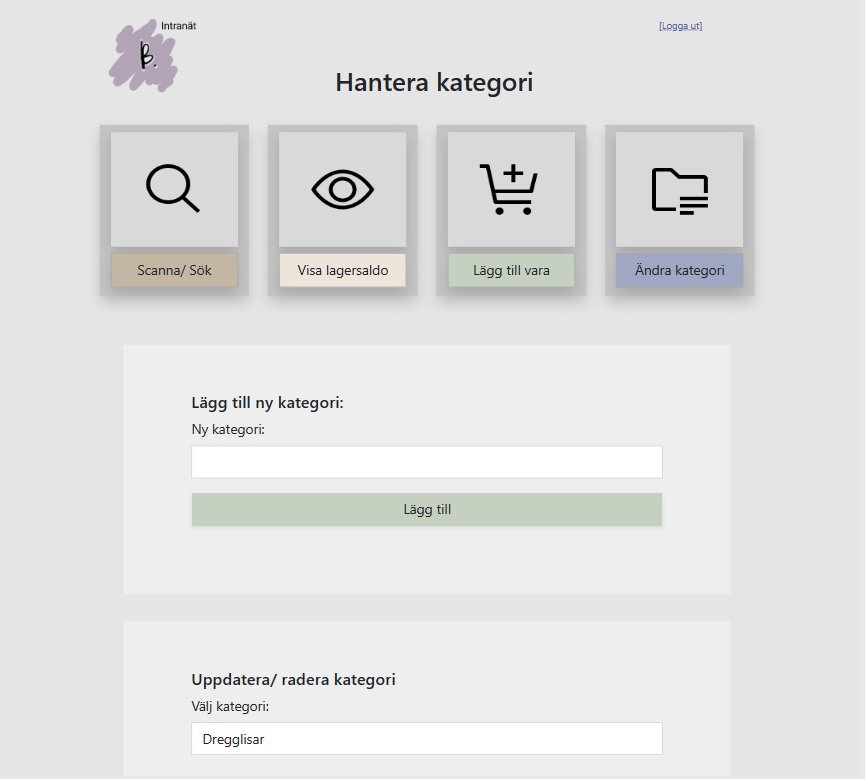 Intranät
[Logga ut]
B.
Hantera kategori
Scanna/ Sök
Visa lagersaldo
Lägg till vara
Ändra kategori
Lägg till ny kategori:
Ny kategori:
Lägg till
Uppdatera/ radera kategori
Välj kategori:
Dregglisar